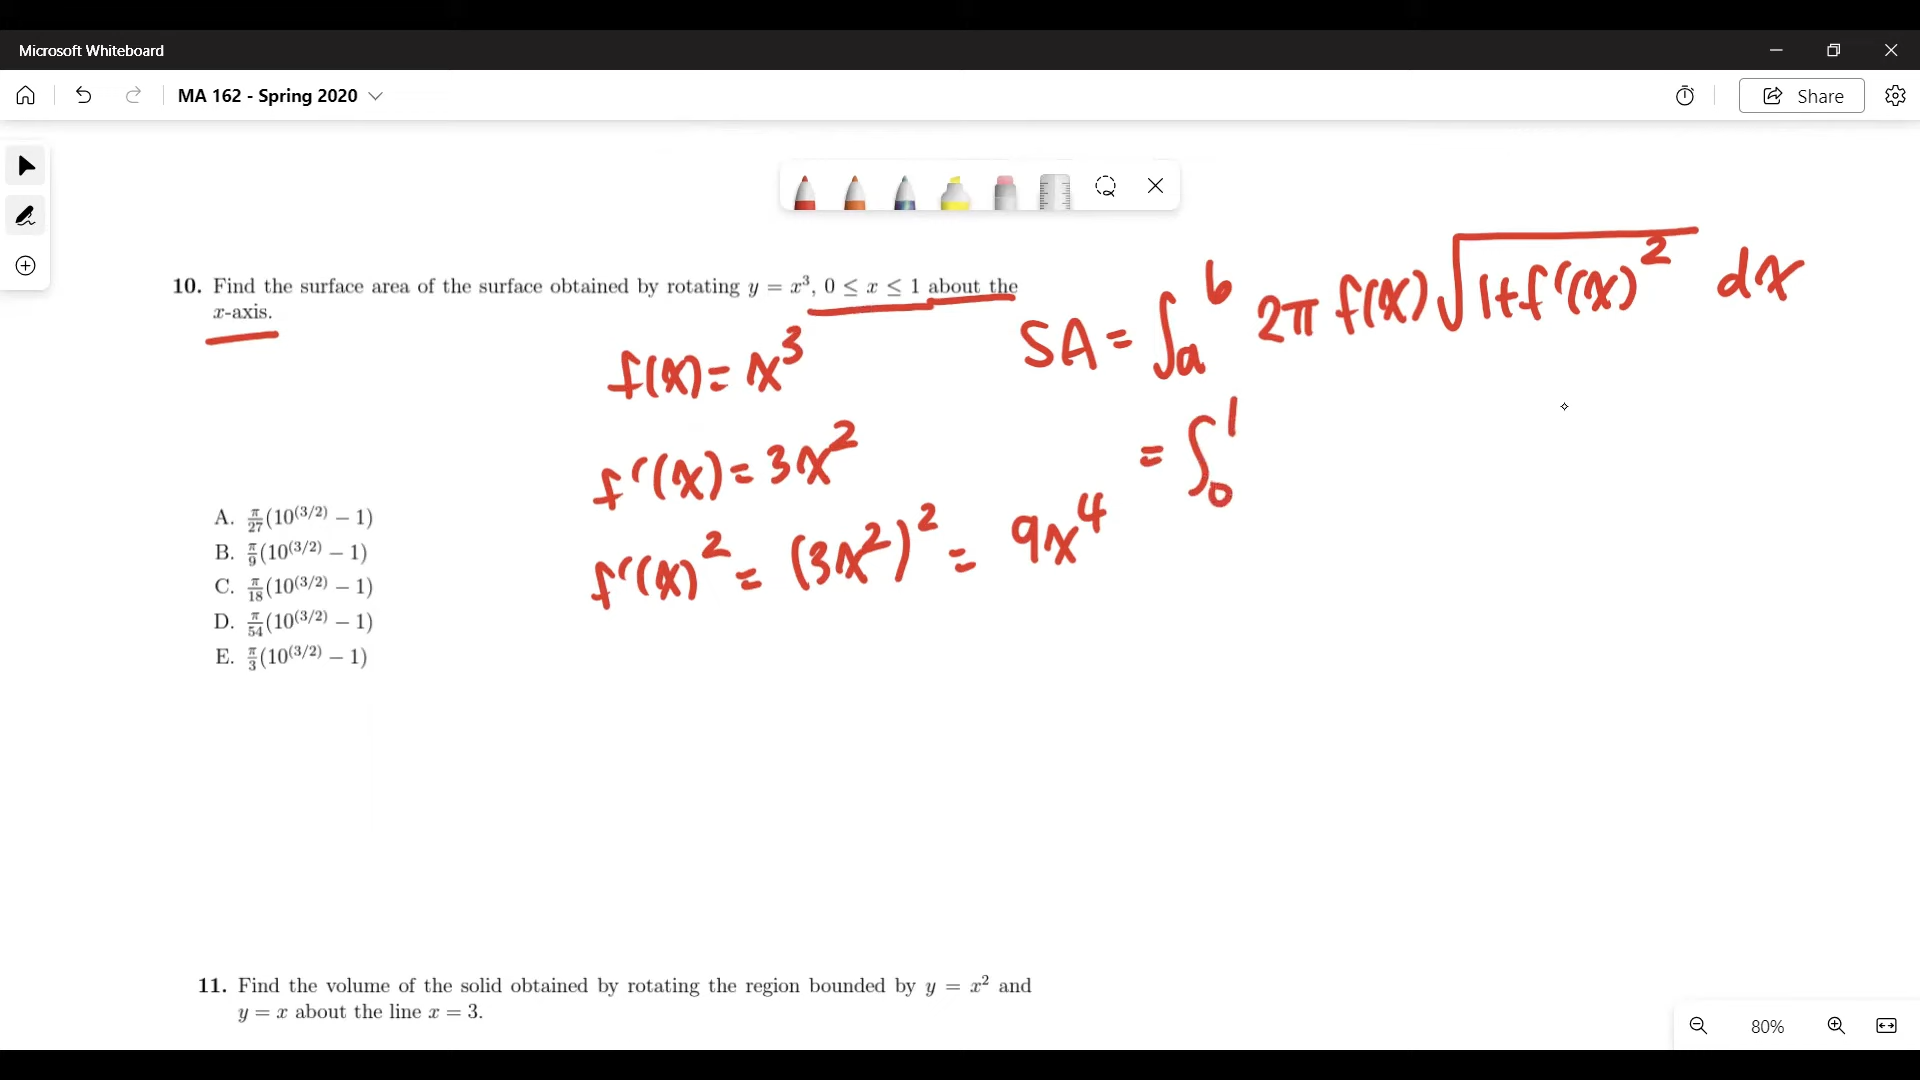 Microsoft Whiteboard
MA 162 - Spring 2020
Share
10. Find the surface area of the surface obtained by rotating y = x³, 0 ≤ x ≤ 1 about the
x-axis.
f(x) = x³
f'(x) = 3x²
f'(x)² = (3x²)² = 9x⁴
SA = ∫ₐᵇ 2π f(x) √(1+f'(x)²) dx
= ∫₀¹
A. π/27 (10^(3/2) − 1)
B. π/9 (10^(3/2) − 1)
C. π/18 (10^(3/2) − 1)
D. π/54 (10^(3/2) − 1)
E. π/3 (10^(3/2) − 1)
11. Find the volume of the solid obtained by rotating the region bounded by y = x² and
y = x about the line x = 3.
80%